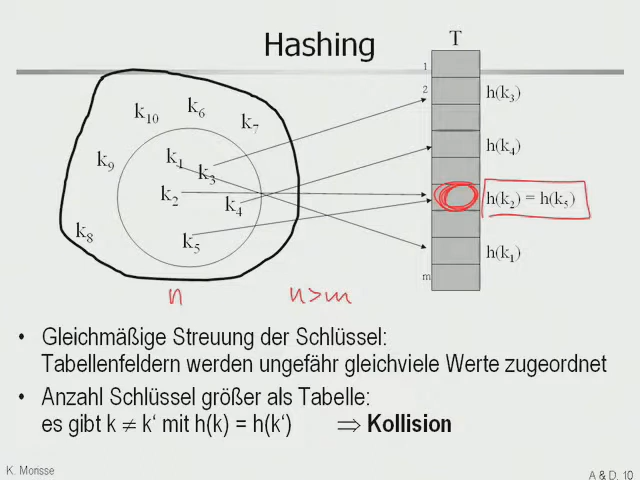 Hashing
T
1
2
h(k₃)
k₁₀
k₆
k₇
h(k₄)
k₉
k₁
k₃
k₂
k₄
h(k₂) = h(k₅)
k₈
k₅
h(k₁)
m
n
n>m
• Gleichmäßige Streuung der Schlüssel:
Tabellenfeldern werden ungefähr gleichviele Werte zugeordnet
• Anzahl Schlüssel größer als Tabelle:
es gibt k ≠ k‘ mit h(k) = h(k‘) ⇒ Kollision
K. Morisse
A & D, 10